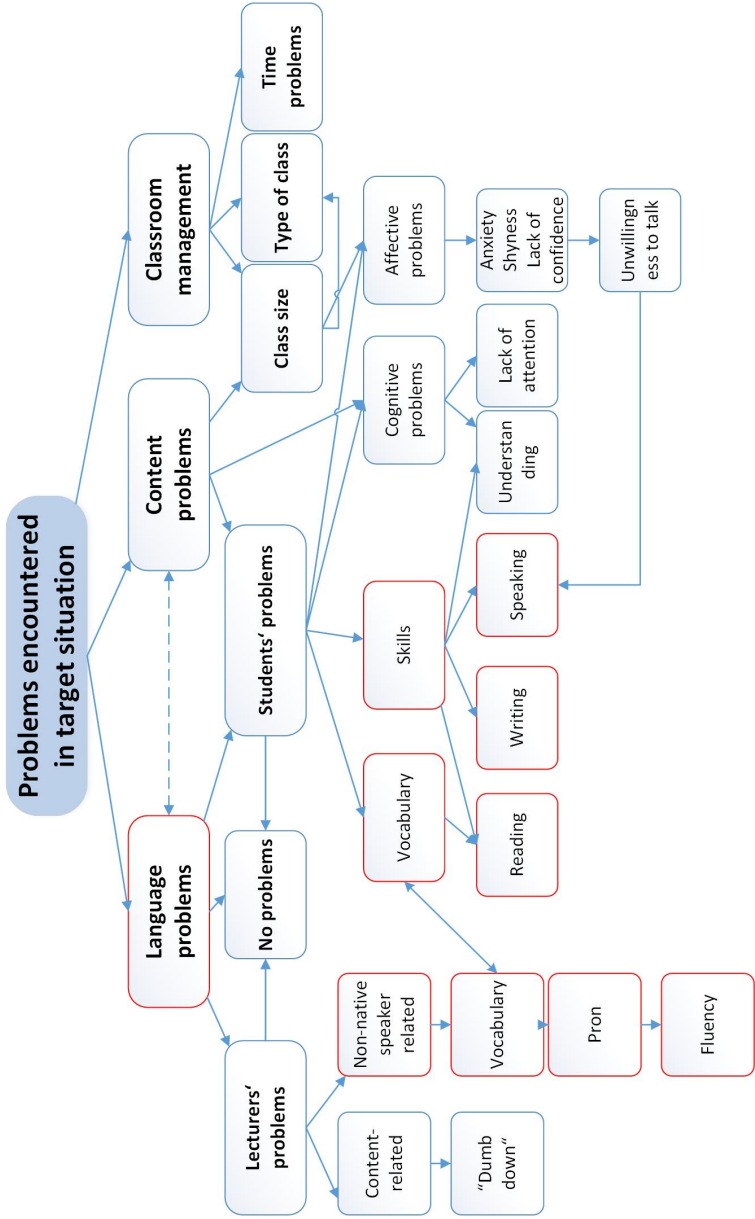 Problems encountered
in target situation
Language
problems
Content
problems
Classroom
management
Lecturers‘
problems
No problems
Students‘ problems
Class size
Type of class
Time
problems
Content-
related
Non-native
speaker
related
Vocabulary
Skills
Cognitive
problems
Affective
problems
“Dumb
down“
Vocabulary
Reading
Writing
Speaking
Understan
ding
Lack of
attention
Anxiety
Shyness
Lack of
confidence
Pron
Unwillingn
ess to talk
Fluency